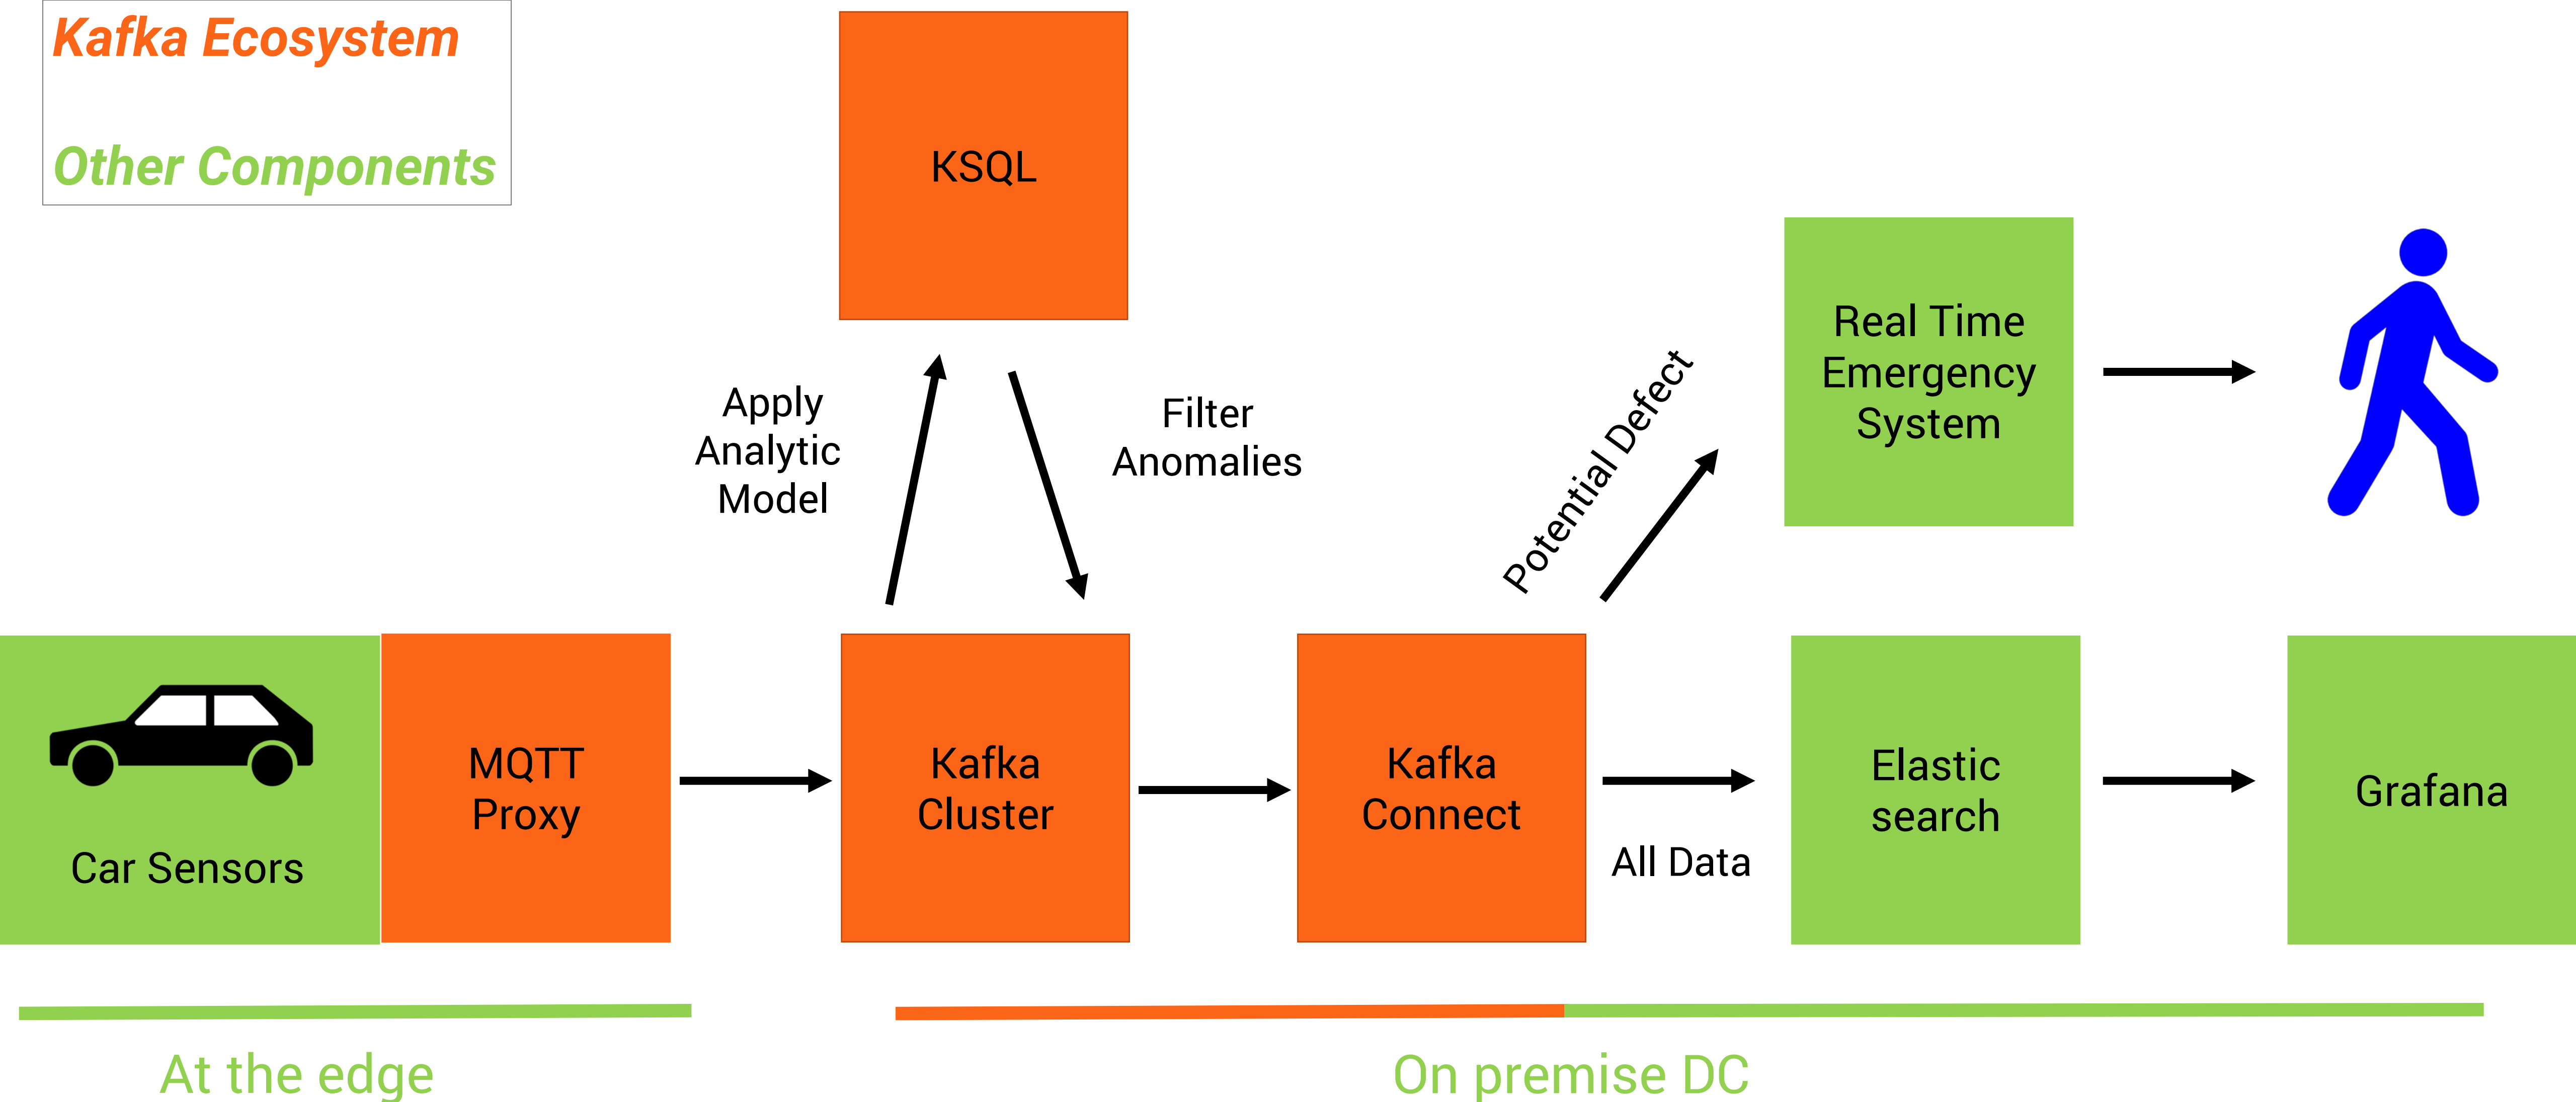 Kafka Ecosystem
Other Components
KSQL
Apply
Analytic
Model
Filter
Anomalies
Potential Defect
Real Time
Emergency
System
Car Sensors
MQTT
Proxy
Kafka
Cluster
Kafka
Connect
All Data
Elastic
search
Grafana
At the edge
On premise DC